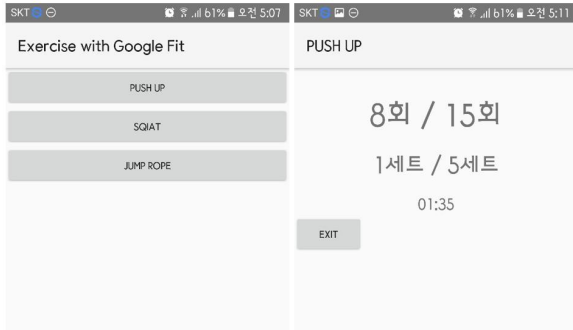 SKT 61% 오전 5:07
Exercise with Google Fit
PUSH UP
SQIAT
JUMP ROPE
SKT 61% 오전 5:11
PUSH UP
8회 / 15회
1세트 / 5세트
01:35
EXIT